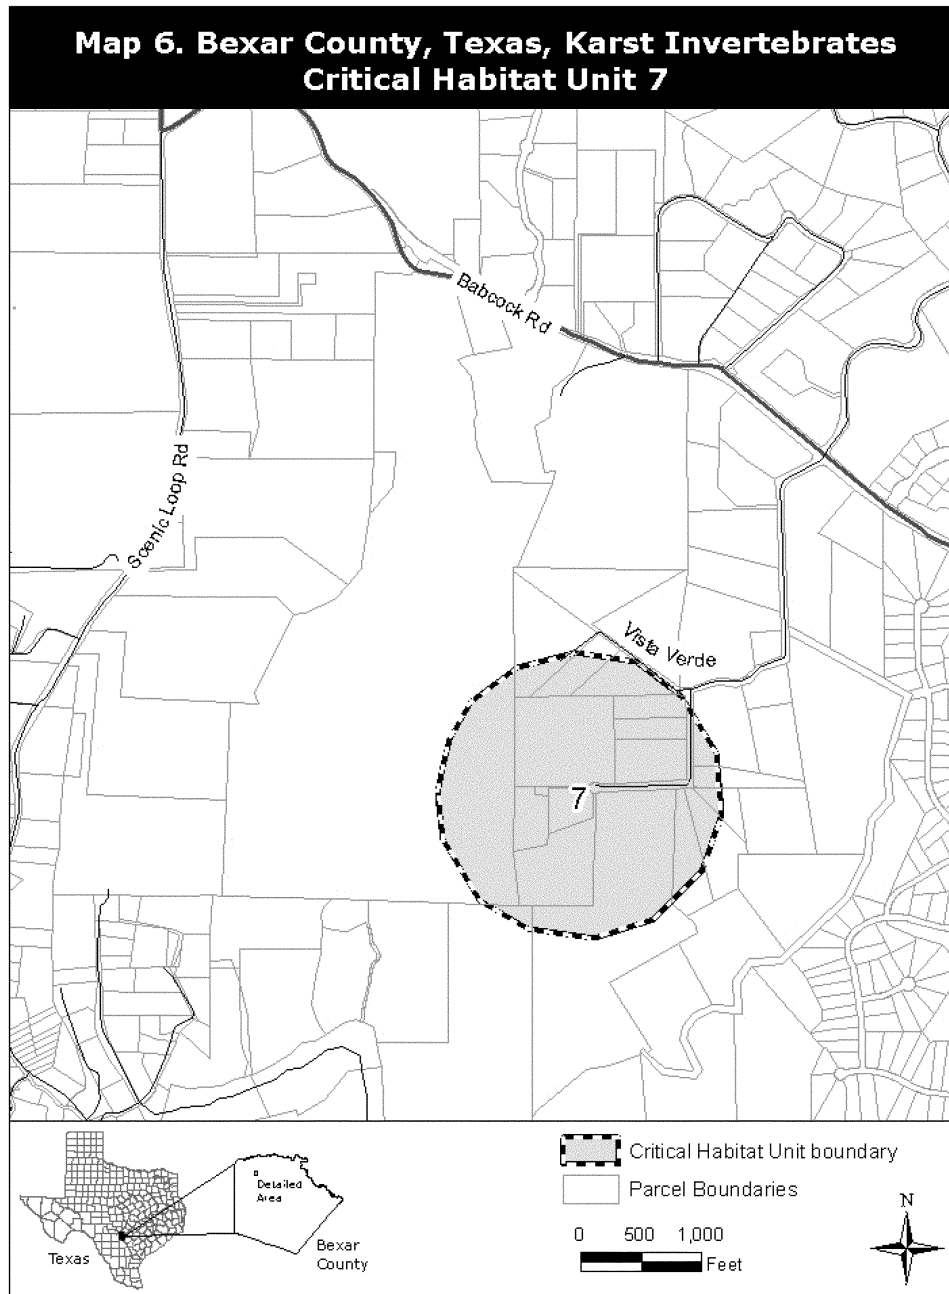 Map 6. Bexar County, Texas, Karst Invertebrates
Critical Habitat Unit 7
Babcock Rd
Scenic Loop Rd
Vista Verde
7
Critical Habitat Unit boundary
Parcel Boundaries
0 500 1,000
Feet
N
Detailed
Area
Texas
Bexar
County